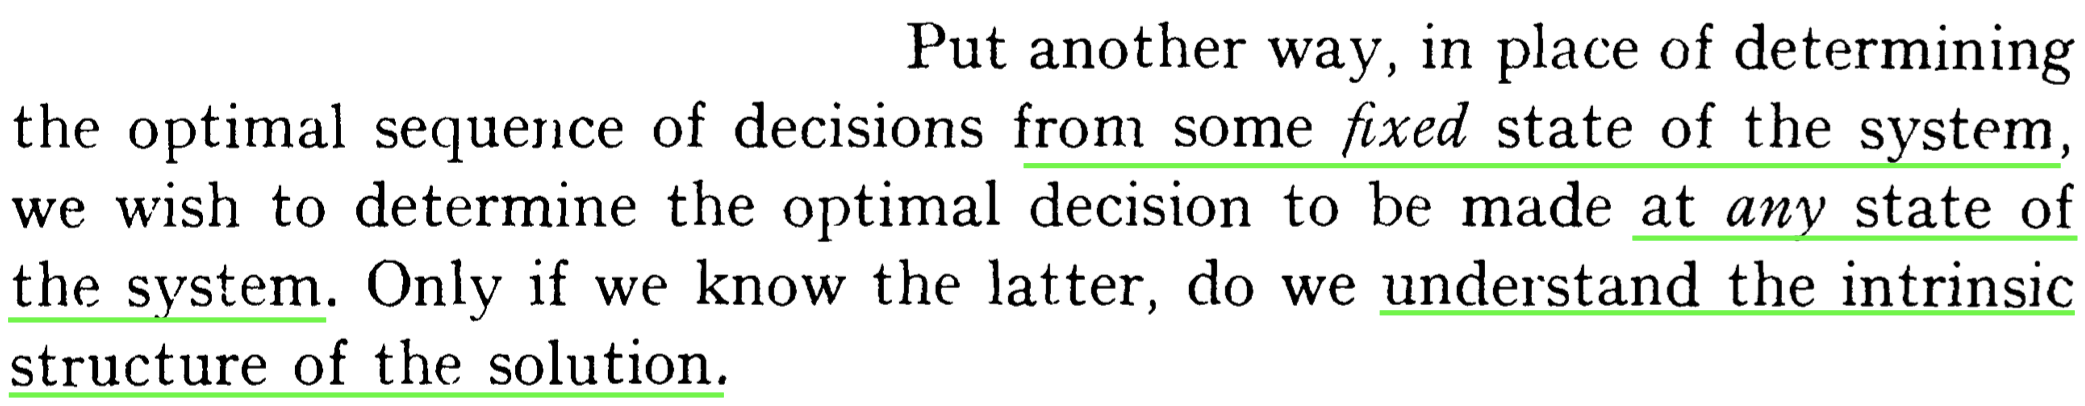 Put another way, in place of determining
the optimal sequence of decisions from some fixed state of the system,
we wish to determine the optimal decision to be made at any state of
the system. Only if we know the latter, do we understand the intrinsic
structure of the solution.